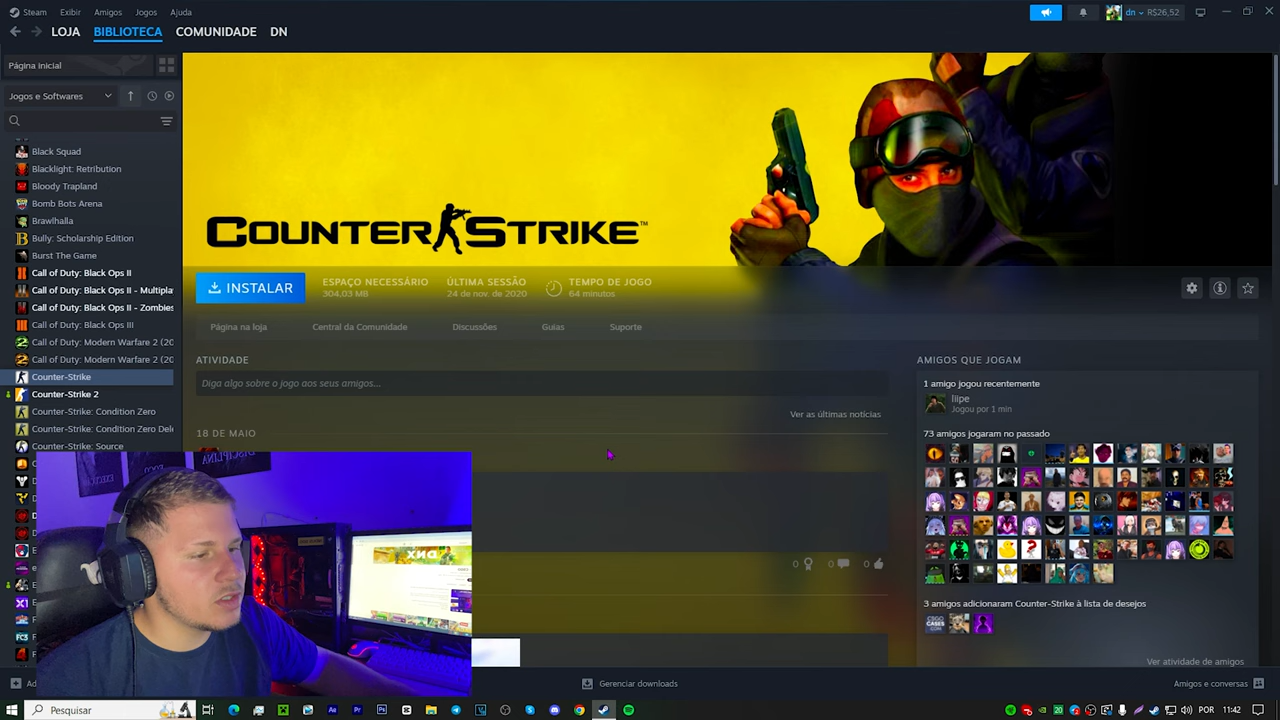 Steam Exibir Amigos Jogos Ajuda
dn R$26,52
LOJA BIBLIOTECA COMUNIDADE DN
Página inicial
Jogos e Softwares
Black Squad
Blacklight: Retribution
Bloody Trapland
Bomb Bots Arena
Brawlhalla
Bully: Scholarship Edition
Burst The Game
Call of Duty: Black Ops II
Call of Duty: Black Ops II - Multipla
Call of Duty: Black Ops II - Zombies
Call of Duty: Black Ops III
Call of Duty: Modern Warfare 2 (20
Call of Duty: Modern Warfare 2 (20
Counter-Strike
Counter-Strike 2
Counter-Strike: Condition Zero
Counter-Strike: Condition Zero Del
Counter-Strike: Source
COUNTER STRIKE™
INSTALAR
ESPAÇO NECESSÁRIO
304,03 MB
ÚLTIMA SESSÃO
24 de nov. de 2020
TEMPO DE JOGO
64 minutos
Página na loja Central da Comunidade Discussões Guias Suporte
ATIVIDADE
Diga algo sobre o jogo aos seus amigos...
Ver as últimas notícias
18 DE MAIO
0 0 0
AMIGOS QUE JOGAM
1 amigo jogou recentemente
liipe
Jogou por 1 min
73 amigos jogaram no passado
3 amigos adicionaram Counter-Strike à lista de desejos
Ver atividade de amigos
DISCIPLINA
FOCO
Ad
Gerenciar downloads
Amigos e conversas
Pesquisar
POR 11:42